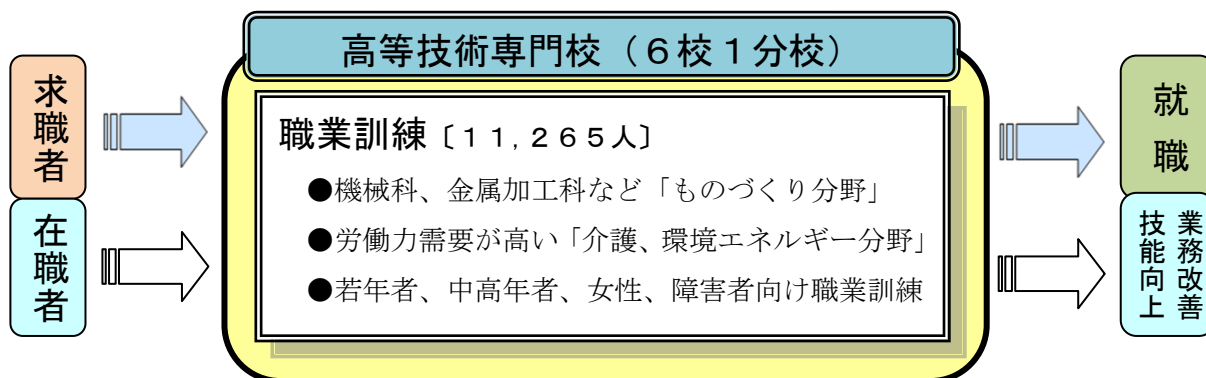 高等技術専門校（６校１分校）
求職者
在職者
職業訓練〔１１,２６５人〕
●機械科、金属加工科など「ものづくり分野」
●労働力需要が高い「介護、環境エネルギー分野」
●若年者、中高年者、女性、障害者向け職業訓練
就職
業務改善
技能向上